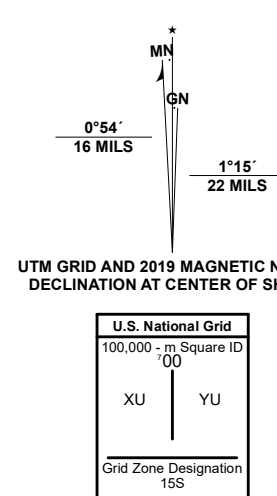 ★
MN
GN
0°54´
16 MILS
1°15´
22 MILS
UTM GRID AND 2019 MAGNETIC N
DECLINATION AT CENTER OF SH
U.S. National Grid
100,000 - m Square ID
⁷00
XU YU
Grid Zone Designation
15S